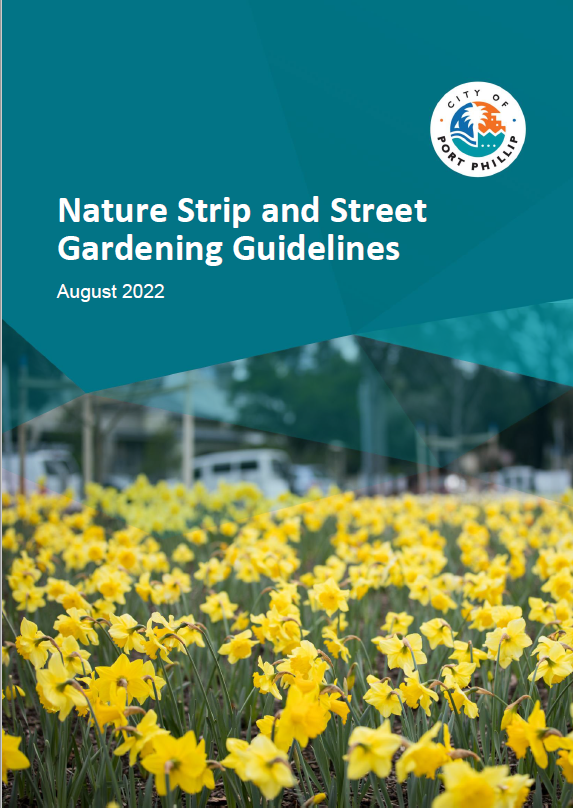 CITY OF
PORT PHILLIP
Nature Strip and Street
Gardening Guidelines
August 2022